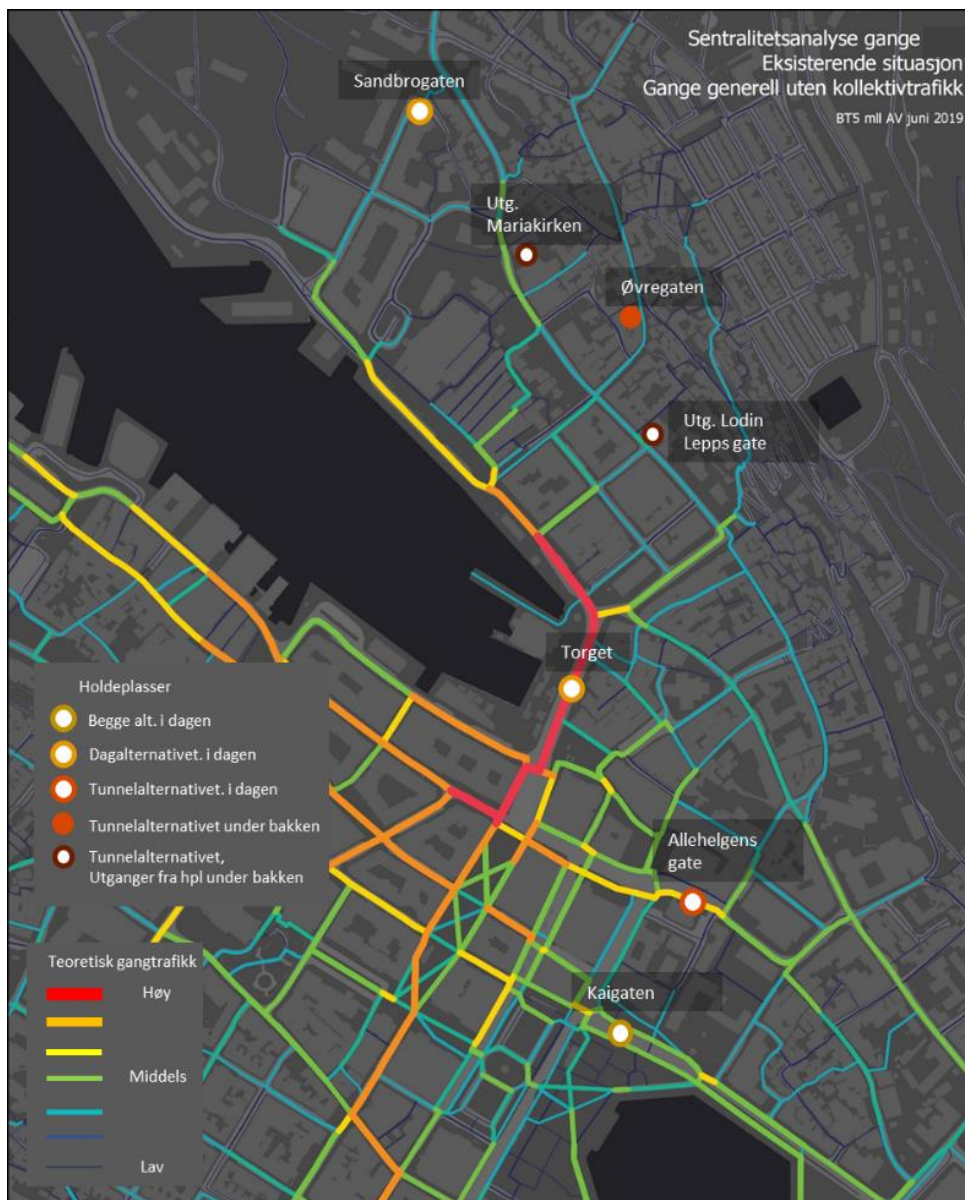 Sentralitetsanalyse gange
Eksisterende situasjon
Gange generell uten kollektivtrafikk
BT5 mll AV juni 2019
Sandbrogaten
Utg.
Mariakirken
Øvregaten
Utg. Lodin
Lepps gate
Torget
Holdeplasser
Begge alt. i dagen
Dagalternativet. i dagen
Tunnelalternativet. i dagen
Tunnelalternativet under bakken
Tunnelalternativet,
Utganger fra hpl under bakken
Allehelgens
gate
Kaigaten
Teoretisk gangtrafikk
Høy
Middels
Lav